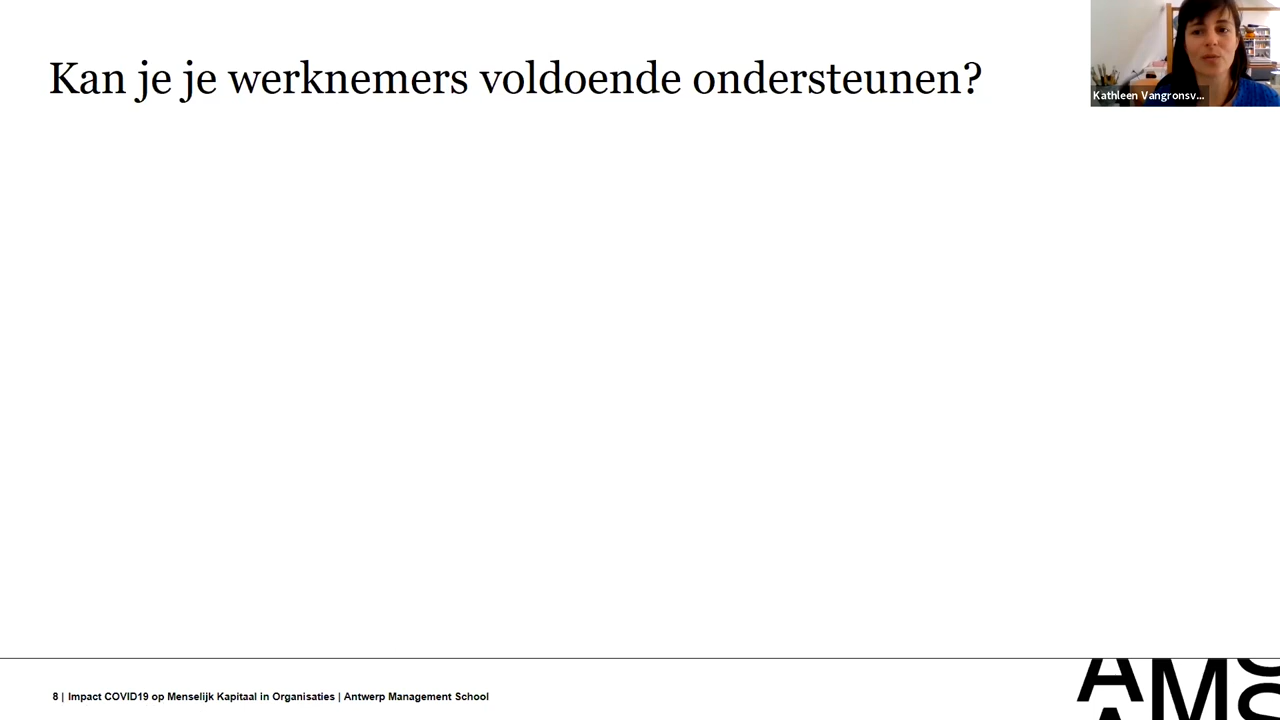 Kan je je werknemers voldoende ondersteunen?
Kathleen Vangronsv...
8 | Impact COVID19 op Menselijk Kapitaal in Organisaties | Antwerp Management School
AMS